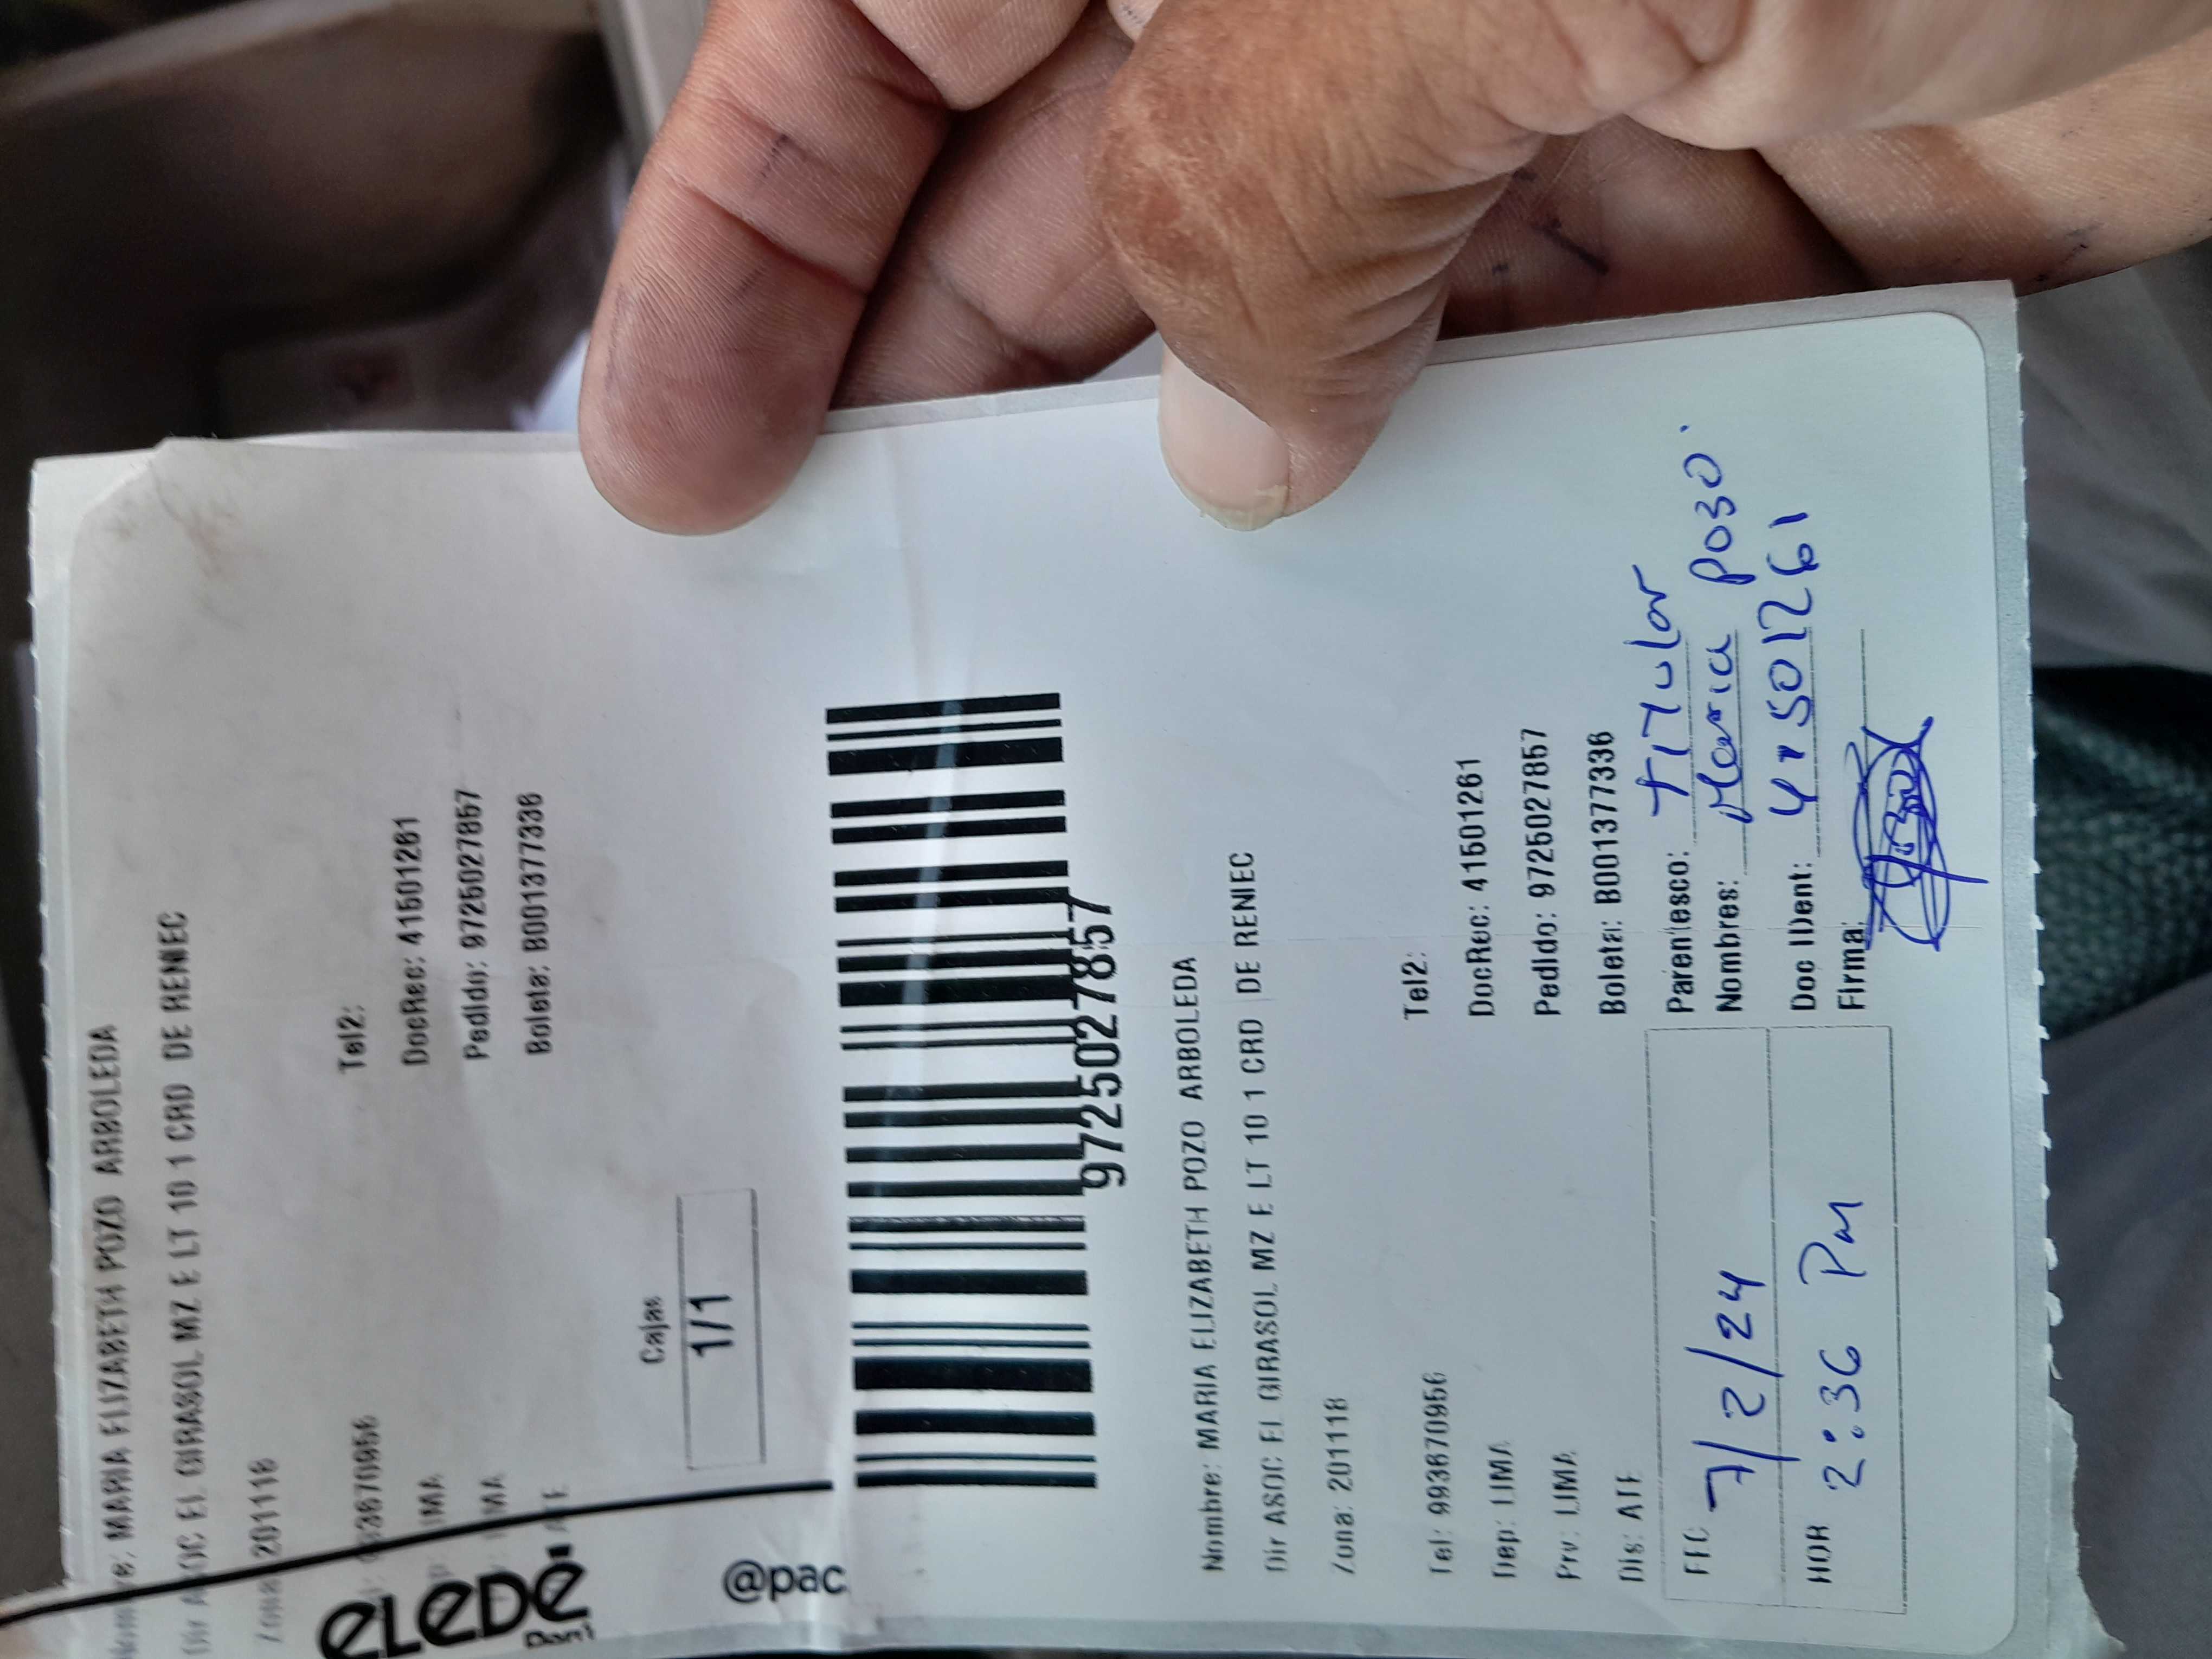 MARIA ELIZABETH POZO ARBOLEDA
EL GIRASOL MZ E LT 10 1 CRD DE RENIEC
Zona: 201118
Tel2:
DocRec: 41501261
Pedido: 9725027857
Boleta: B001377336
Cajas
1/1
ELEDÉ
@pac
9725027857
Nombre: MARIA ELIZABETH POZO ARBOLEDA
Dir ASOC EL GIRASOL MZ E LT 10 1 CRD DE RENIEC
Zona: 201118
Tel: 993670956 Tel2:
Dep: LIMA DocRec: 41501261
Prv: LIMA Pedido: 9725027857
Dis: ATE Boleta: B001377336
FEC 7/2/24 Parentesco: Titular
Nombres: Maria Pozo.
HOR 2:36 Pm Doc IDent: 41501261
Firma: